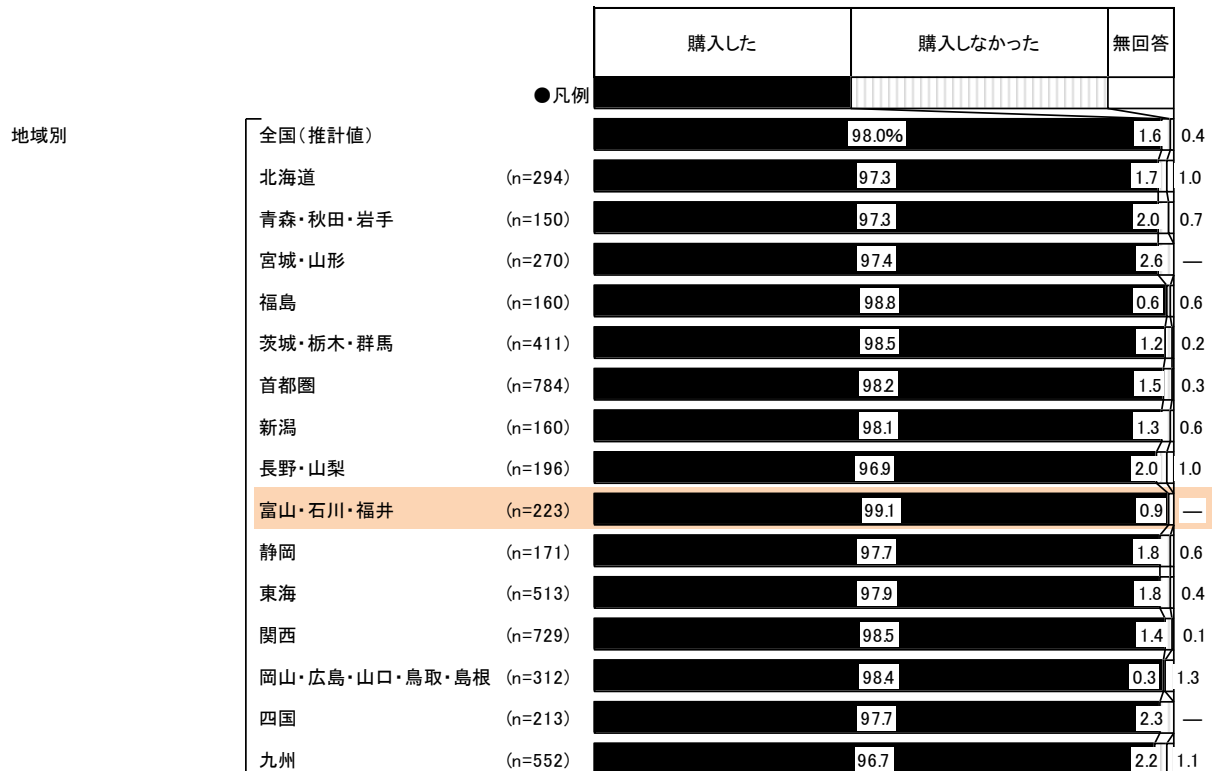 購入した 購入しなかった 無回答
●凡例
地域別 全国(推計値) 98.0% 1.6 0.4
北海道 (n=294) 97.3 1.7 1.0
青森・秋田・岩手 (n=150) 97.3 2.0 0.7
宮城・山形 (n=270) 97.4 2.6 ―
福島 (n=160) 98.8 0.6 0.6
茨城・栃木・群馬 (n=411) 98.5 1.2 0.2
首都圏 (n=784) 98.2 1.5 0.3
新潟 (n=160) 98.1 1.3 0.6
長野・山梨 (n=196) 96.9 2.0 1.0
富山・石川・福井 (n=223) 99.1 0.9 ―
静岡 (n=171) 97.7 1.8 0.6
東海 (n=513) 97.9 1.8 0.4
関西 (n=729) 98.5 1.4 0.1
岡山・広島・山口・鳥取・島根 (n=312) 98.4 0.3 1.3
四国 (n=213) 97.7 2.3 ―
九州 (n=552) 96.7 2.2 1.1